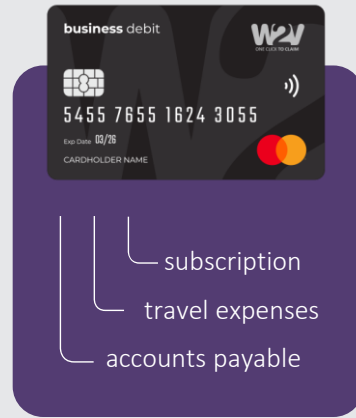 business debit
W2V
ONE CLICK TO CLAIM
5455 7655 1624 3055
Exp Date 03/26
CARDHOLDER NAME
subscription
travel expenses
accounts payable